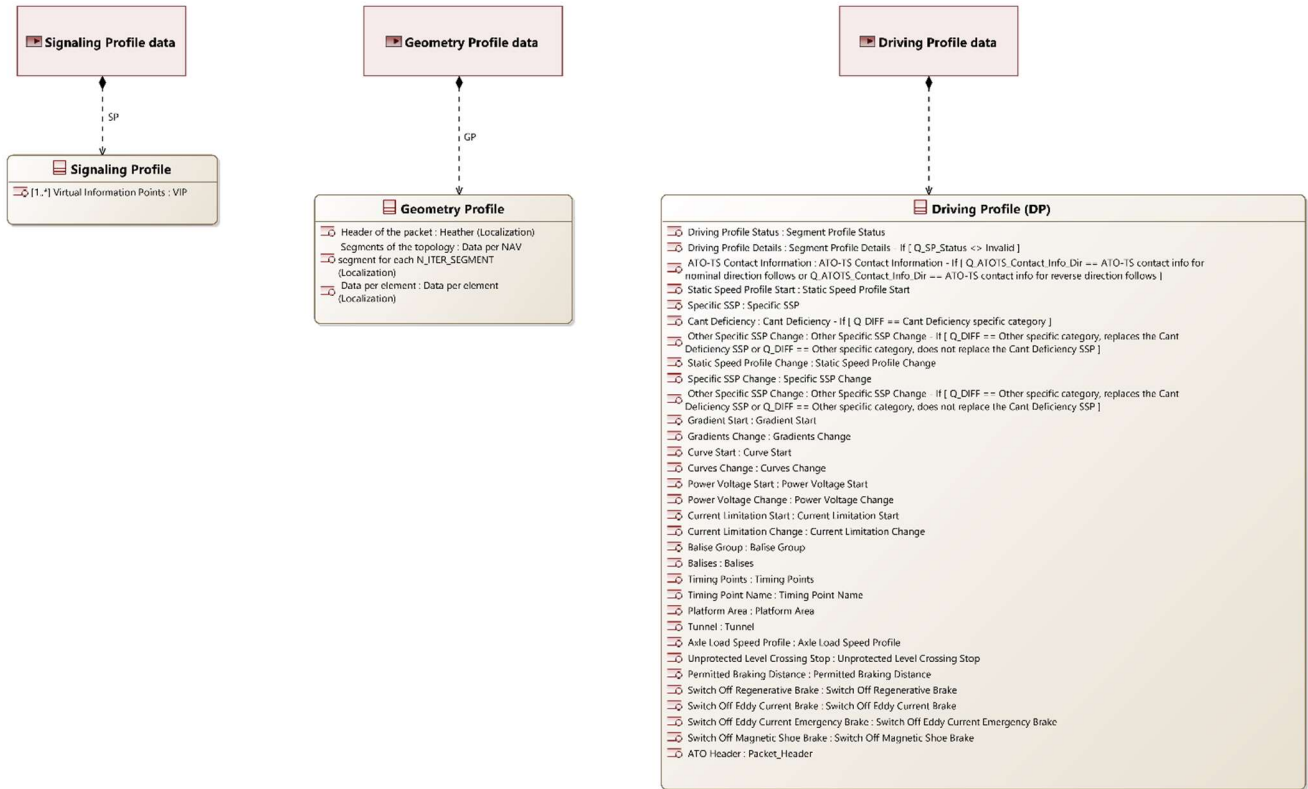 Signaling Profile data
SP
Signaling Profile
[1..*] Virtual Information Points : VIP
Geometry Profile data
GP
Geometry Profile
Header of the packet : Heather (Localization)
Segments of the topology : Data per NAV
segment for each N_ITER_SEGMENT
(Localization)
Data per element : Data per element
(Localization)
Driving Profile data
Driving Profile (DP)
Driving Profile Status : Segment Profile Status
Driving Profile Details : Segment Profile Details - If [ Q_SP_Status <> Invalid ]
ATO-TS Contact Information : ATO-TS Contact Information - If [ Q_ATOTS_Contact_Info_Dir == ATO-TS contact info for
nominal direction follows or Q_ATOTS_Contact_Info_Dir == ATO-TS contact info for reverse direction follows ]
Static Speed Profile Start : Static Speed Profile Start
Specific SSP : Specific SSP
Cant Deficiency : Cant Deficiency - If [ Q_DIFF == Cant Deficiency specific category ]
Other Specific SSP Change : Other Specific SSP Change - If [ Q_DIFF == Other specific category, replaces the Cant
Deficiency SSP or Q_DIFF == Other specific category, does not replace the Cant Deficiency SSP ]
Static Speed Profile Change : Static Speed Profile Change
Specific SSP Change : Specific SSP Change
Other Specific SSP Change : Other Specific SSP Change - If [ Q_DIFF == Other specific category, replaces the Cant
Deficiency SSP or Q_DIFF == Other specific category, does not replace the Cant Deficiency SSP ]
Gradient Start : Gradient Start
Gradients Change : Gradients Change
Curve Start : Curve Start
Curves Change : Curves Change
Power Voltage Start : Power Voltage Start
Power Voltage Change : Power Voltage Change
Current Limitation Start : Current Limitation Start
Current Limitation Change : Current Limitation Change
Balise Group : Balise Group
Balises : Balises
Timing Points : Timing Points
Timing Point Name : Timing Point Name
Platform Area : Platform Area
Tunnel : Tunnel
Axle Load Speed Profile : Axle Load Speed Profile
Unprotected Level Crossing Stop : Unprotected Level Crossing Stop
Permitted Braking Distance : Permitted Braking Distance
Switch Off Regenerative Brake : Switch Off Regenerative Brake
Switch Off Eddy Current Brake : Switch Off Eddy Current Brake
Switch Off Eddy Current Emergency Brake : Switch Off Eddy Current Emergency Brake
Switch Off Magnetic Shoe Brake : Switch Off Magnetic Shoe Brake
ATO Header : Packet_Header